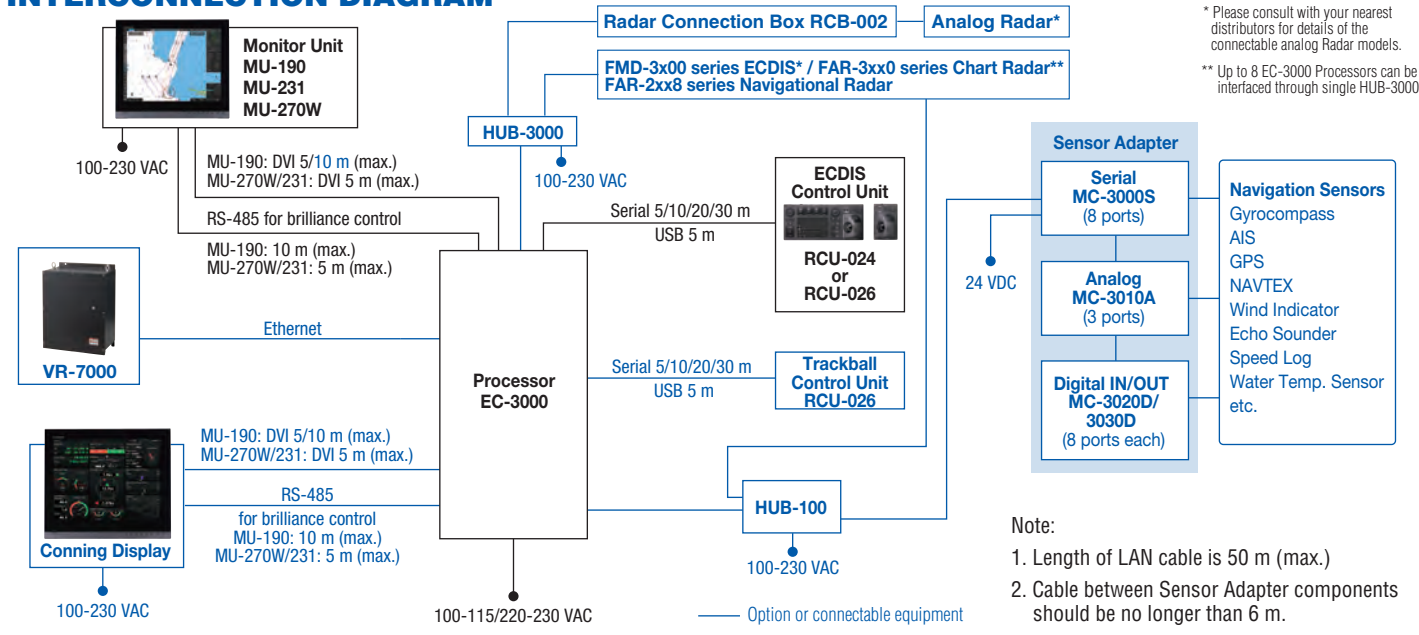 INTERCONNECTION DIAGRAM
Monitor Unit
MU-190
MU-231
MU-270W
100-230 VAC
MU-190: DVI 5/10 m (max.)
MU-270W/231: DVI 5 m (max.)
RS-485 for brilliance control
MU-190: 10 m (max.)
MU-270W/231: 5 m (max.)
VR-7000
Ethernet
MU-190: DVI 5/10 m (max.)
MU-270W/231: DVI 5 m (max.)
RS-485
for brilliance control
MU-190: 10 m (max.)
MU-270W/231: 5 m (max.)
Conning Display
100-230 VAC
Radar Connection Box RCB-002
Analog Radar*
FMD-3x00 series ECDIS* / FAR-3xx0 series Chart Radar**
FAR-2xx8 series Navigational Radar
HUB-3000
100-230 VAC
Serial 5/10/20/30 m
USB 5 m
ECDIS
Control Unit
RCU-024
or
RCU-026
Processor
EC-3000
100-115/220-230 VAC
Serial 5/10/20/30 m
USB 5 m
Trackball
Control Unit
RCU-026
HUB-100
100-230 VAC
Option or connectable equipment
* Please consult with your nearest
distributors for details of the
connectable analog Radar models.
** Up to 8 EC-3000 Processors can be
interfaced through single HUB-3000
Sensor Adapter
Serial
MC-3000S
(8 ports)
24 VDC
Analog
MC-3010A
(3 ports)
Digital IN/OUT
MC-3020D/
3030D
(8 ports each)
Navigation Sensors
Gyrocompass
AIS
GPS
NAVTEX
Wind Indicator
Echo Sounder
Speed Log
Water Temp. Sensor
etc.
Note:
1. Length of LAN cable is 50 m (max.)
2. Cable between Sensor Adapter components
should be no longer than 6 m.